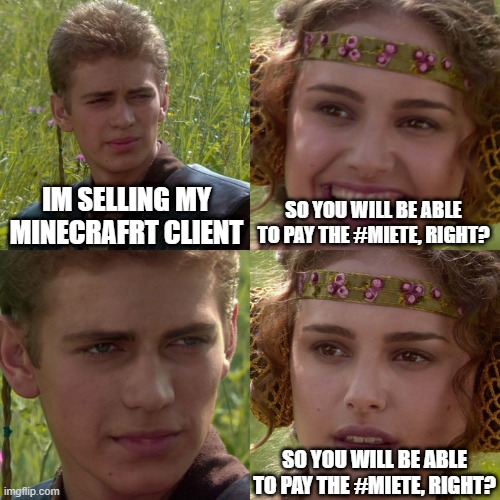 IM SELLING MY
MINECRAFRT CLIENT
SO YOU WILL BE ABLE
TO PAY THE #MIETE, RIGHT?
SO YOU WILL BE ABLE
TO PAY THE #MIETE, RIGHT?
imgflip.com